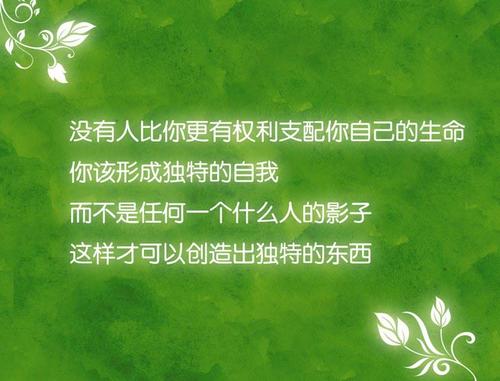 没有人比你更有权利支配你自己的生命
你该形成独特的自我
而不是任何一个什么人的影子
这样才可以创造出独特的东西